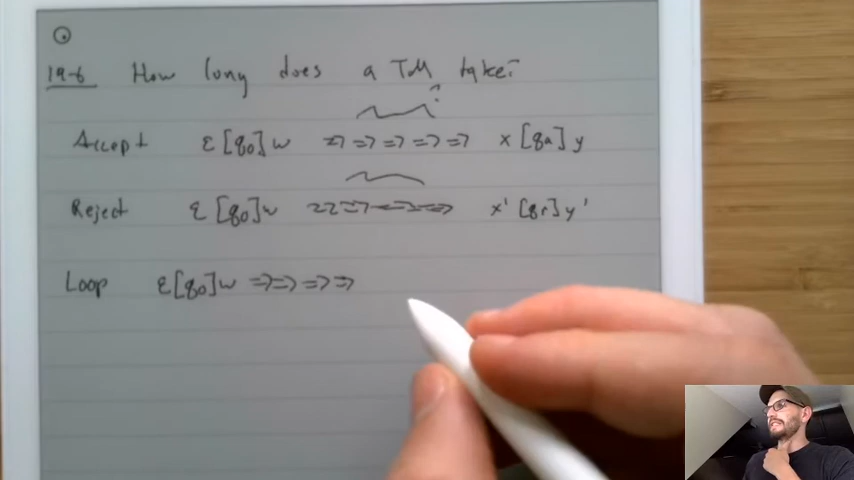 19-6 How long does a TM take?
?
Accept ε[q₀]w => => => => => x[qa]y
Reject ε[q₀]w => => => => x'[qr]y'
Loop ε[q₀]w => => => =>